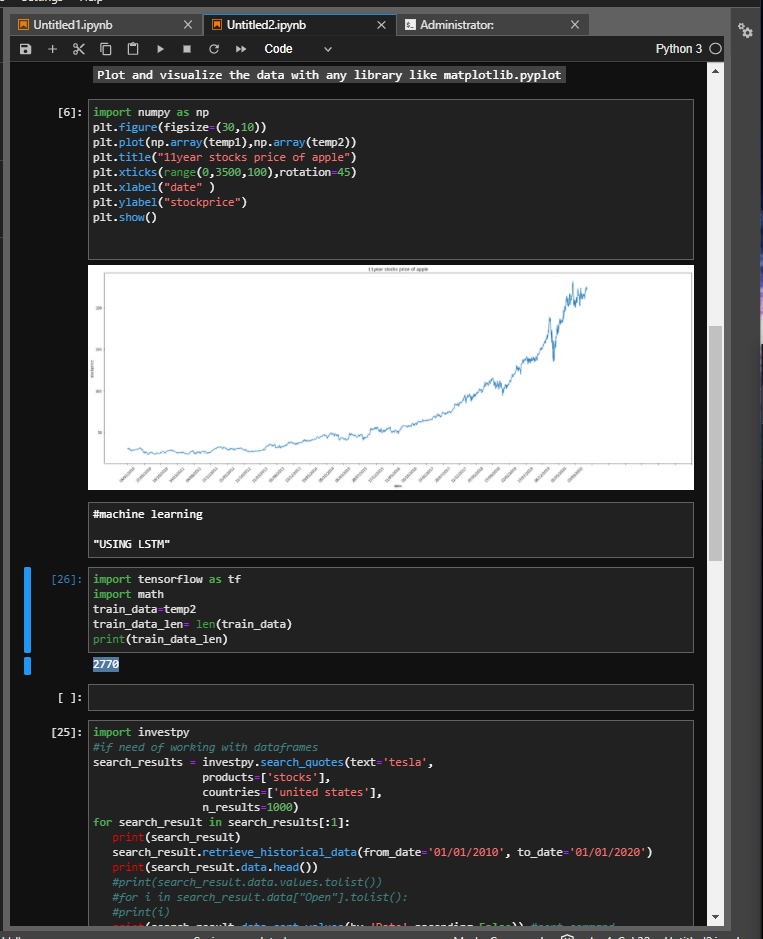 Untitled1.ipynb
Untitled2.ipynb
Administrator:
Code
Python 3
Plot and visualize the data with any library like matplotlib.pyplot
[6]:
import numpy as np
plt.figure(figsize=(30,10))
plt.plot(np.array(temp1),np.array(temp2))
plt.title("11year stocks price of apple")
plt.xticks(range(0,3500,100),rotation=45)
plt.xlabel("date" )
plt.ylabel("stockprice")
plt.show()
11year stocks price of apple
#machine learning
"USING LSTM"
[26]:
import tensorflow as tf
import math
train_data=temp2
train_data_len= len(train_data)
print(train_data_len)
2770
[ ]:
[25]:
import investpy
#if need of working with dataframes
search_results = investpy.search_quotes(text='tesla',
products=['stocks'],
countries=['united states'],
n_results=1000)
for search_result in search_results[:1]:
print(search_result)
search_result.retrieve_historical_data(from_date='01/01/2010', to_date='01/01/2020')
print(search_result.data.head())
#print(search_result.data.values.tolist())
#for i in search_result.data["Open"].tolist():
#print(i)